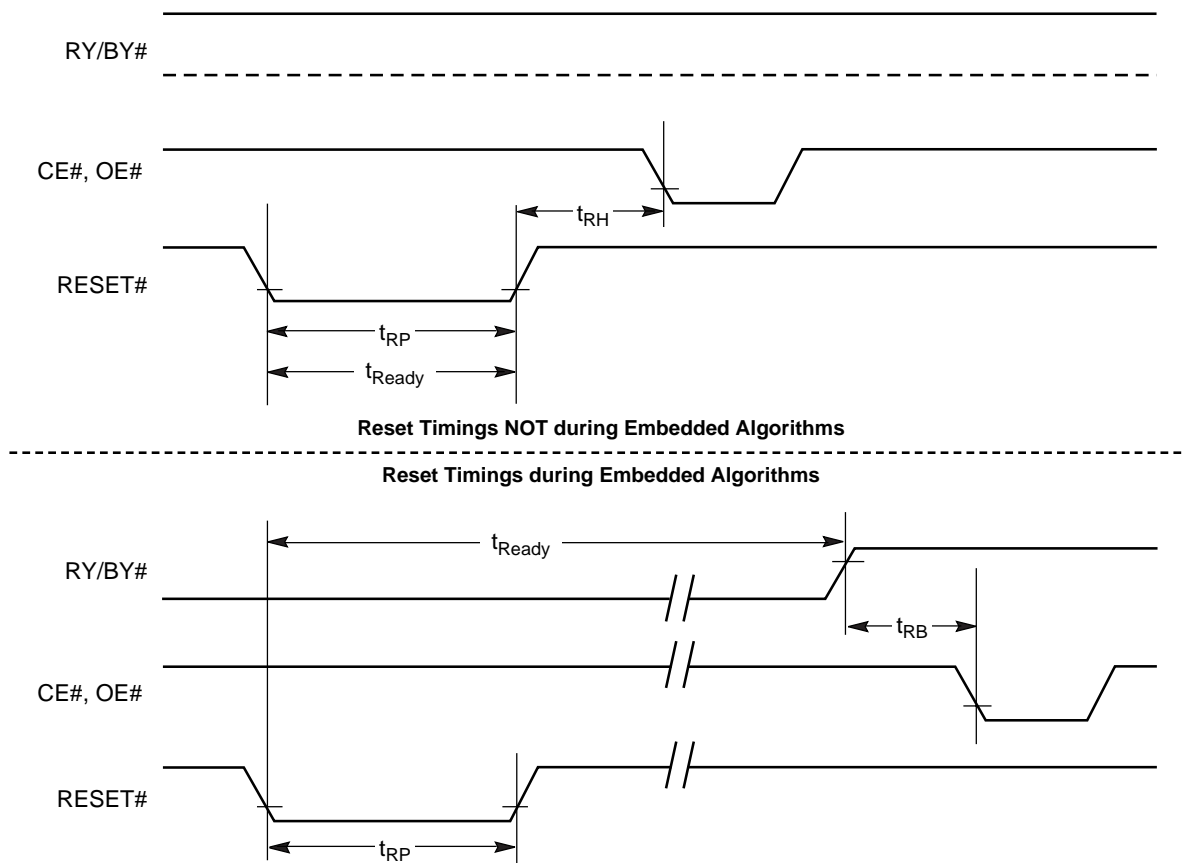 RY/BY#
CE#, OE#
tRH
RESET#
tRP
tReady
Reset Timings NOT during Embedded Algorithms
Reset Timings during Embedded Algorithms
tReady
RY/BY#
tRB
CE#, OE#
RESET#
tRP